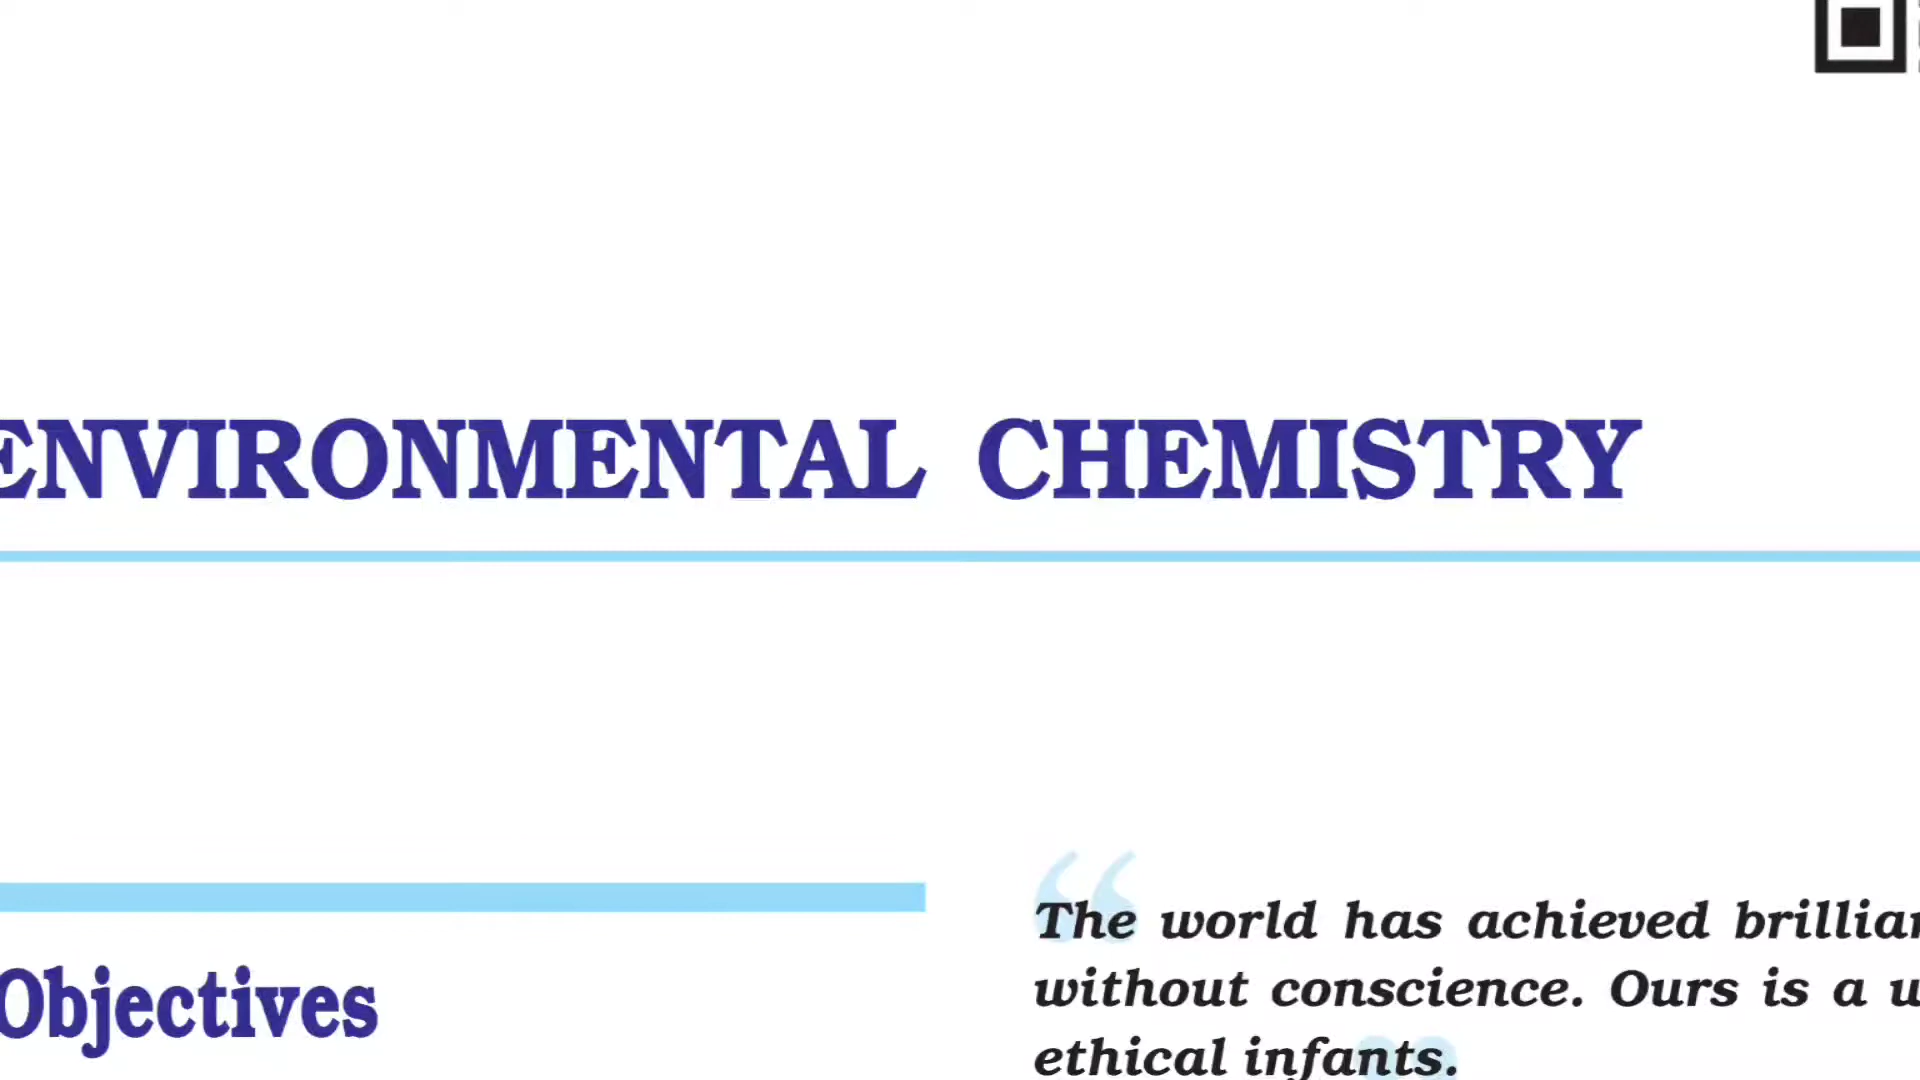 ENVIRONMENTAL CHEMISTRY
Objectives
The world has achieved
without conscience. Ours is a
ethical infants.